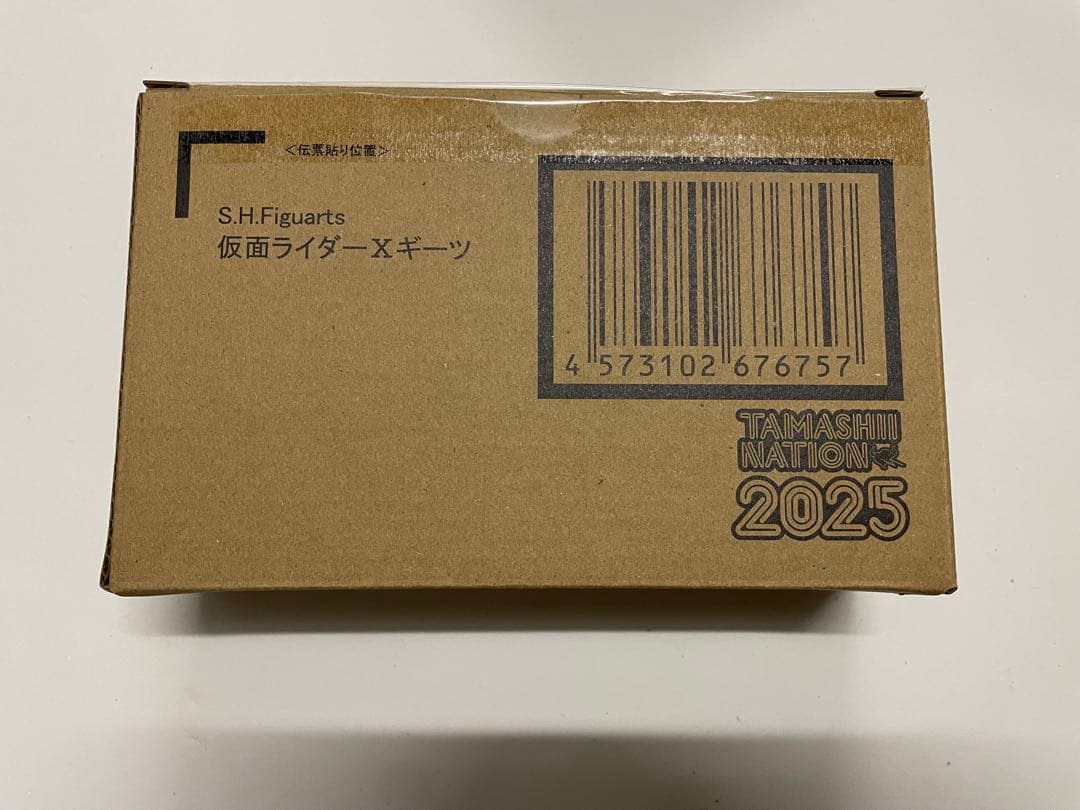 ＜伝票貼り位置＞
S.H.Figuarts
仮面ライダーXギーツ
4 573102 676757
TAMASHII
NATION
2025